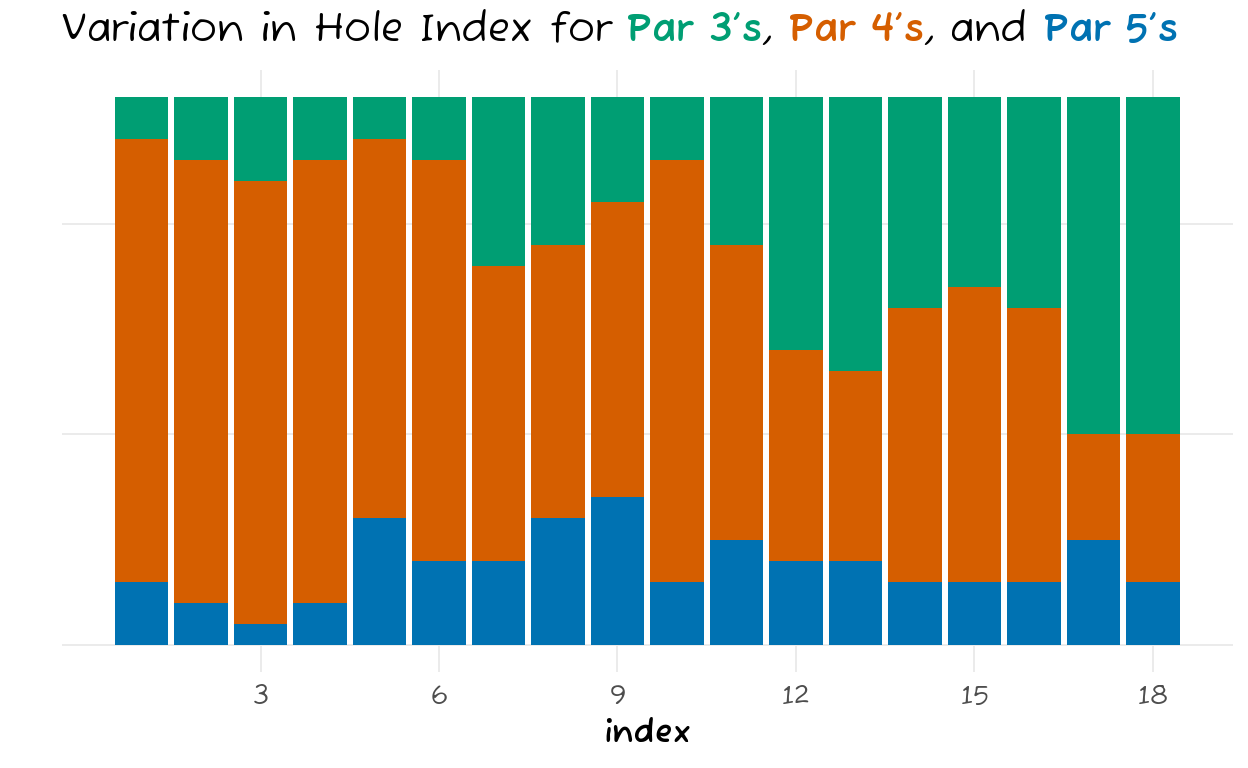 Variation in Hole Index for Par 3's, Par 4's, and Par 5's
3 6 9 12 15 18
index